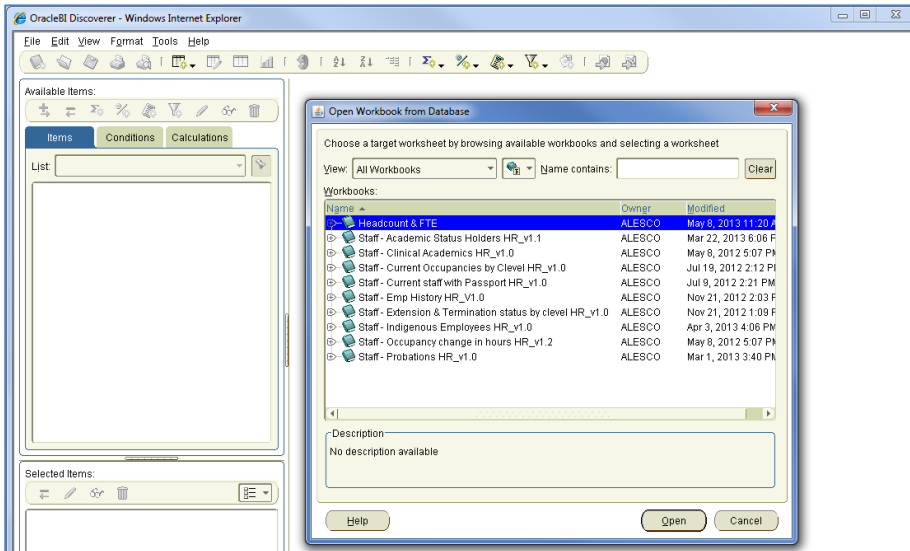 OracleBI Discoverer - Windows Internet Explorer
File Edit View Format Tools Help
Available Items:
Items Conditions Calculations
List:
Selected Items:
Open Workbook from Database
Choose a target worksheet by browsing available workbooks and selecting a worksheet
View: All Workbooks Name contains: Clear
Workbooks:
Name Owner Modified
Headcount & FTE ALESCO May 8, 2013 11:20 A
Staff - Academic Status Holders HR_v1.1 ALESCO Mar 22, 2013 6:06 P
Staff - Clinical Academics HR_v1.0 ALESCO May 8, 2012 5:07 PM
Staff - Current Occupancies by Clevel HR_v1.0 ALESCO Jul 19, 2012 2:12 PI
Staff - Current staff with Passport HR_v1.0 ALESCO Jul 9, 2012 2:21 PM
Staff - Emp History HR_V1.0 ALESCO Nov 21, 2012 2:03 F
Staff - Extension & Termination status by clevel HR_v1.0 ALESCO Nov 21, 2012 1:09 F
Staff - Indigenous Employees HR_v1.0 ALESCO Apr 3, 2013 4:06 PM
Staff - Occupancy change in hours HR_v1.2 ALESCO May 8, 2012 5:07 PM
Staff - Probations HR_v1.0 ALESCO Mar 1, 2013 3:40 PM
Description
No description available
Help Open Cancel